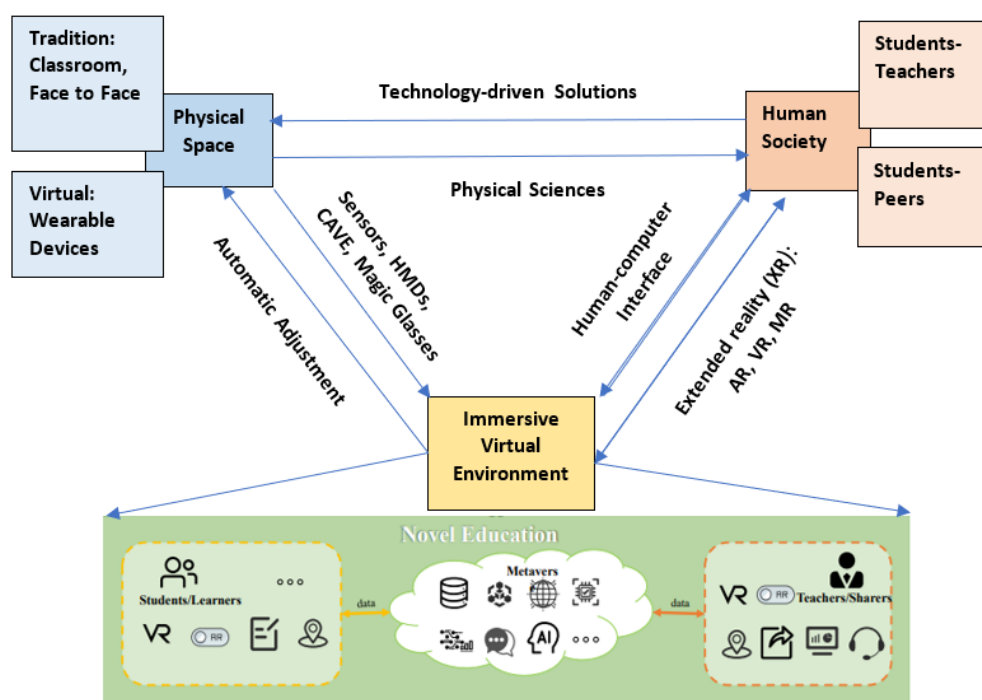 Tradition:
Classroom,
Face to Face
Virtual:
Wearable
Devices
Physical
Space
Technology-driven Solutions
Physical Sciences
Human
Society
Students-
Teachers
Students-
Peers
Sensors, HMDs,
CAVE, Magic Glasses
Automatic Adjustment
Human-computer
Interface
Extended reality (XR):
AR, VR, MR
Immersive
Virtual
Environment
Novel Education
Students/Learners
VR
AR
data
Metavers
AI
data
VR
AR
Teachers/Sharers